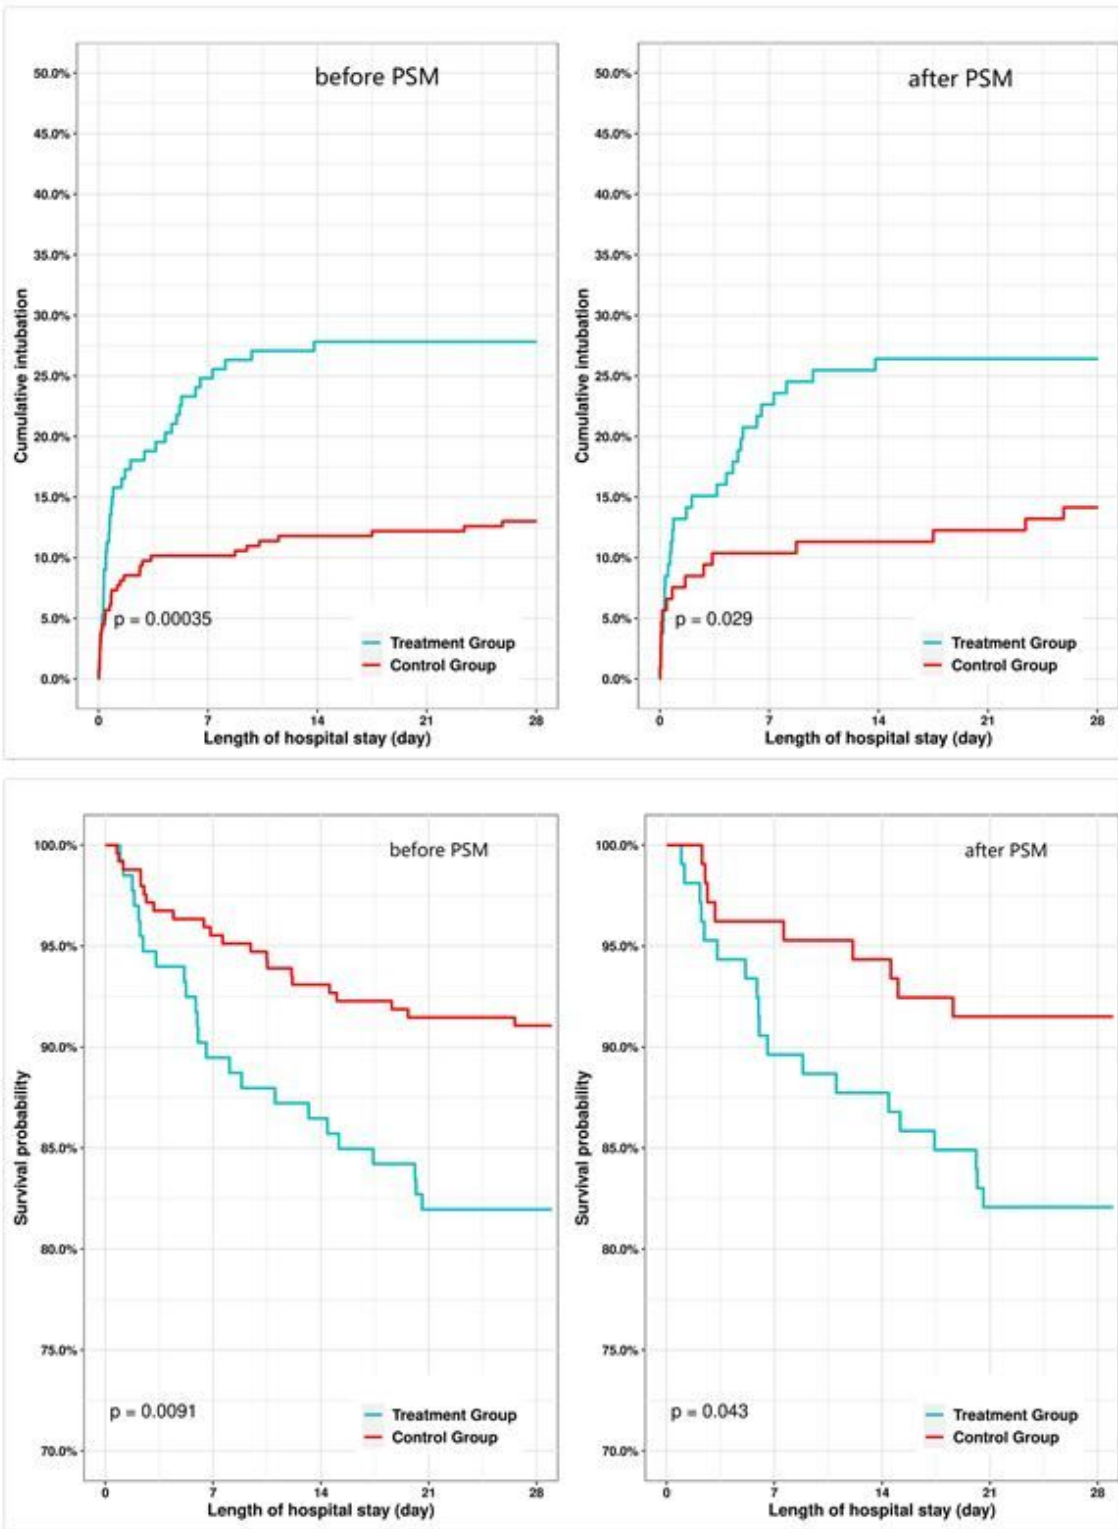 before PSM
50.0%
45.0%
40.0%
35.0%
30.0%
25.0%
20.0%
15.0%
10.0%
5.0%
0.0%
Cumulative intubation
p = 0.00035
Treatment Group
Control Group
0 7 14 21 28
Length of hospital stay (day)
after PSM
50.0%
45.0%
40.0%
35.0%
30.0%
25.0%
20.0%
15.0%
10.0%
5.0%
0.0%
Cumulative intubation
p = 0.029
Treatment Group
Control Group
0 7 14 21 28
Length of hospital stay (day)
before PSM
100.0%
95.0%
90.0%
85.0%
80.0%
75.0%
70.0%
Survival probability
p = 0.0091
Treatment Group
Control Group
0 7 14 21 28
Length of hospital stay (day)
after PSM
100.0%
95.0%
90.0%
85.0%
80.0%
75.0%
70.0%
Survival probability
p = 0.043
Treatment Group
Control Group
0 7 14 21 28
Length of hospital stay (day)